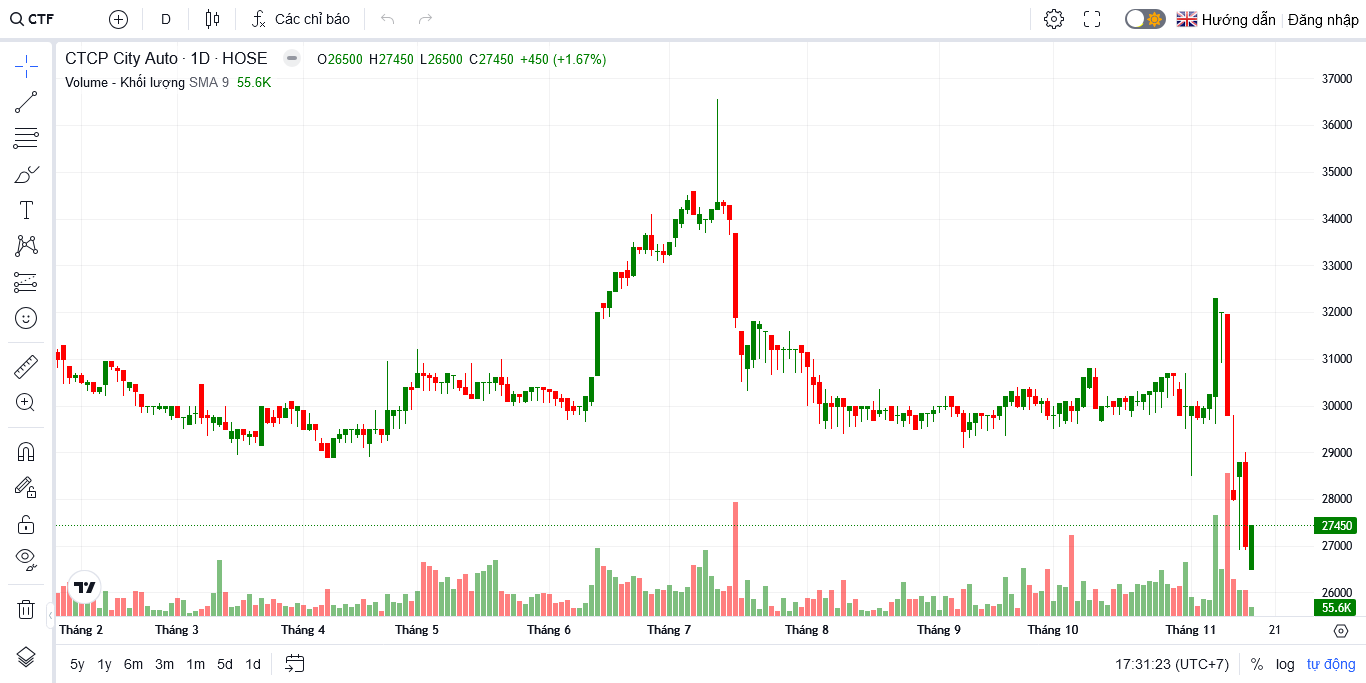 CTF D Các chỉ báo Hướng dẫn Đăng nhập
CTCP City Auto · 1D · HOSE O26500 H27450 L26500 C27450 +450 (+1.67%)
Volume - Khối lượng SMA 9 55.6K
37000
36000
35000
34000
33000
32000
31000
30000
29000
28000
27450
27000
26000
55.6K
Tháng 2 Tháng 3 Tháng 4 Tháng 5 Tháng 6 Tháng 7 Tháng 8 Tháng 9 Tháng 10 Tháng 11 21
5y 1y 6m 3m 1m 5d 1d 17:31:23 (UTC+7) % log tự động